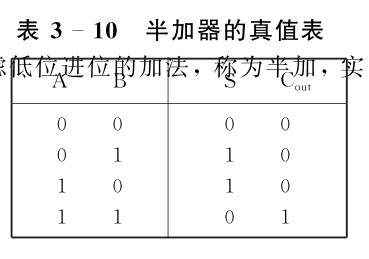 表 3-10 半加器的真值表
虑低位进位的加法，称为半加，实
A B S Cout
0 0 0 0
0 1 1 0
1 0 1 0
1 1 0 1